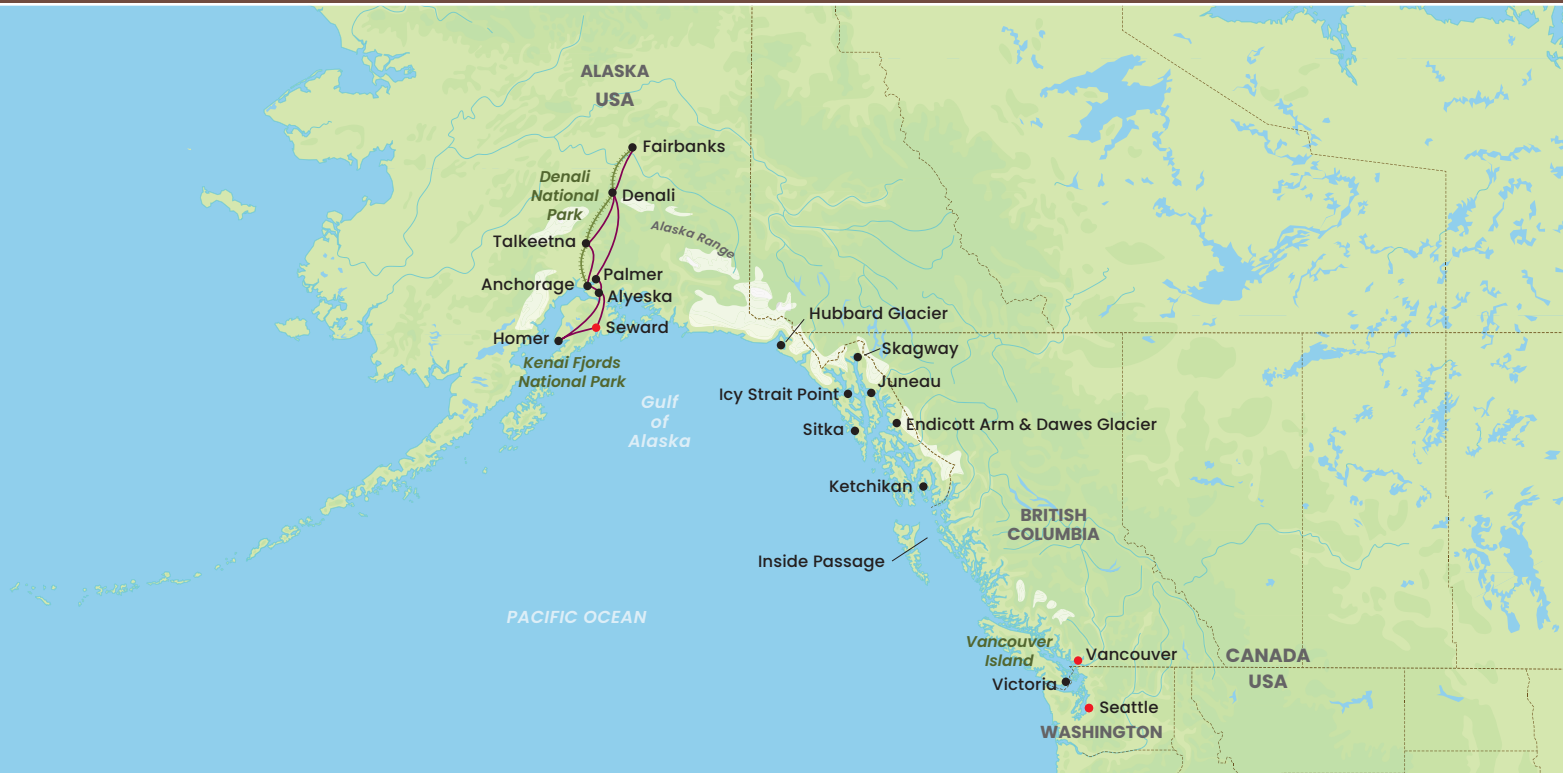 ALASKA
USA
Fairbanks
Denali
National
Park
Denali
Alaska Range
Talkeetna
Palmer
Anchorage
Alyeska
Seward
Homer
Kenai Fjords
National Park
Hubbard Glacier
Skagway
Juneau
Icy Strait Point
Gulf
of
Alaska
Sitka
Endicott Arm & Dawes Glacier
Ketchikan
BRITISH
COLUMBIA
Inside Passage
PACIFIC OCEAN
Vancouver
Island
Vancouver
CANADA
USA
Victoria
Seattle
WASHINGTON